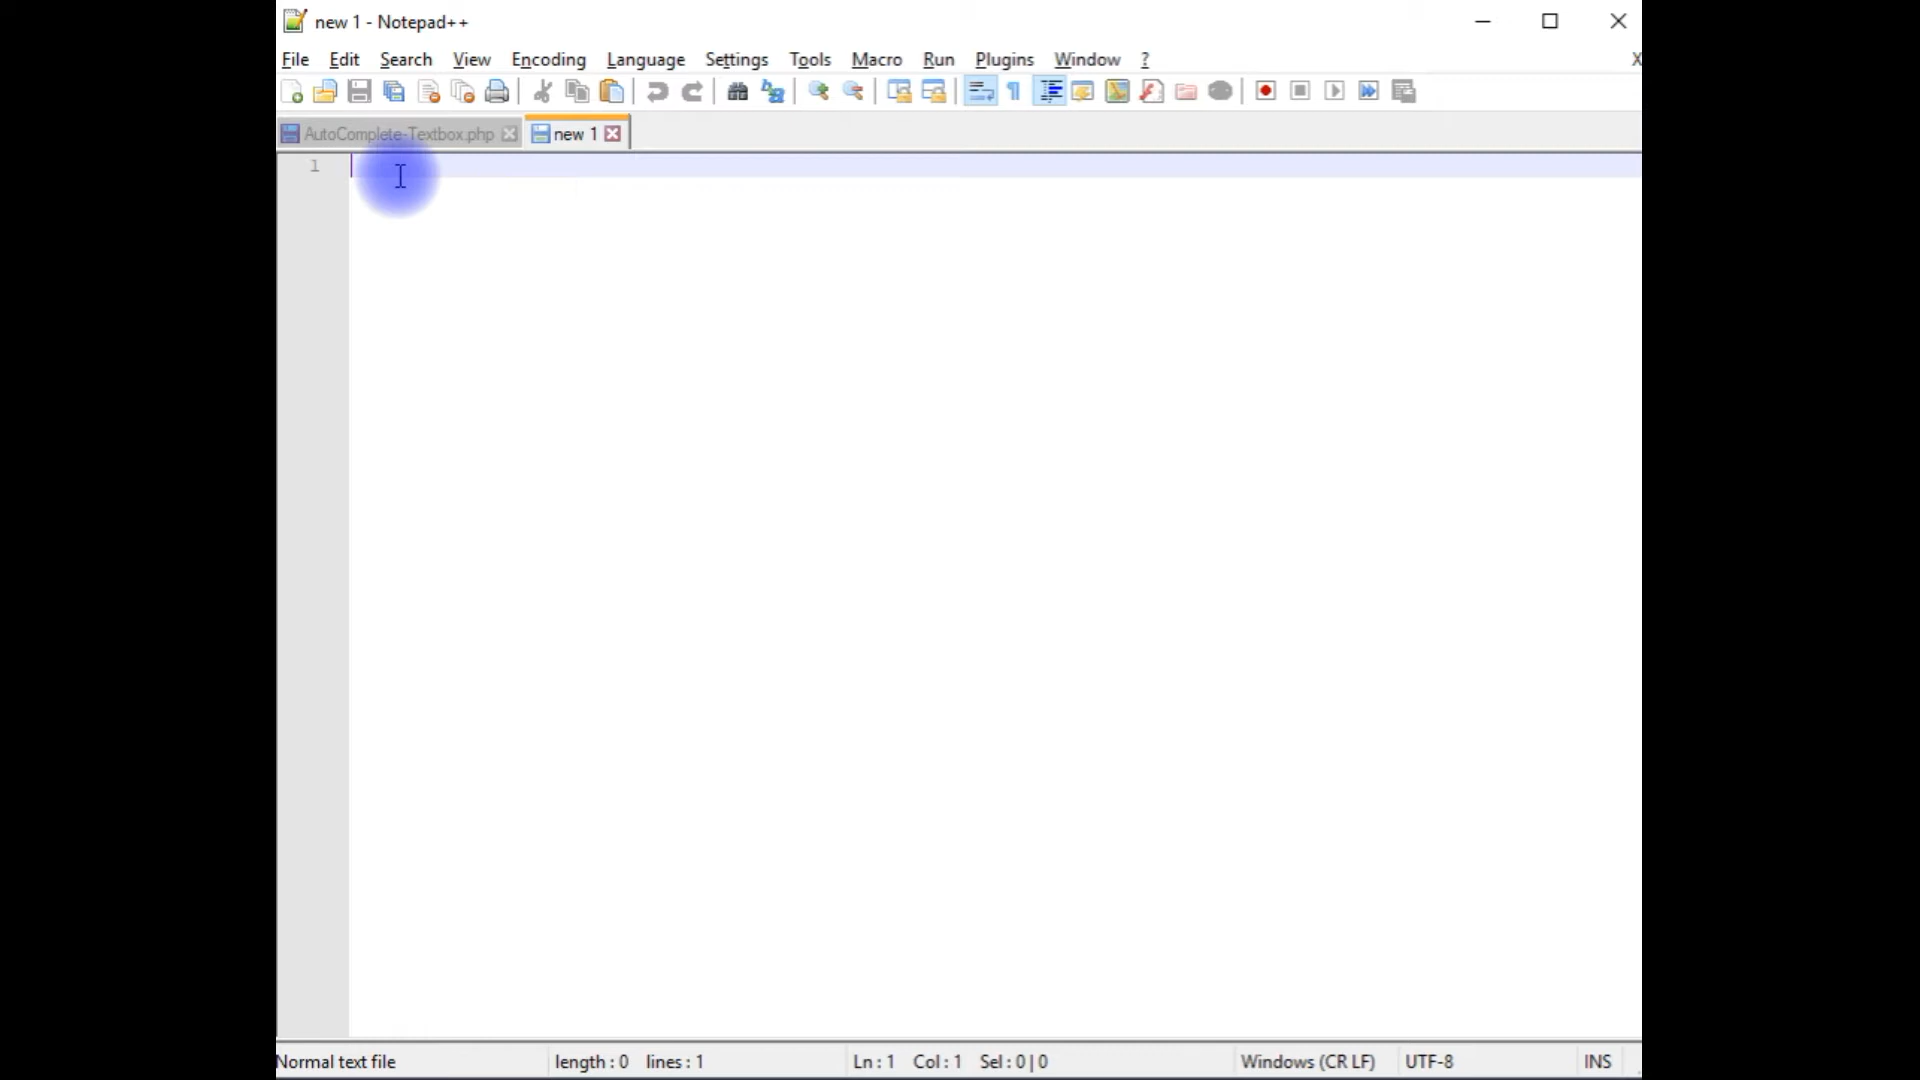 new 1 - Notepad++
File Edit Search View Encoding Language Settings Tools Macro Run Plugins Window ? X
AutoComplete-Textbox.php new 1
1
Normal text file length : 0 lines : 1 Ln : 1 Col : 1 Sel : 0 | 0 Windows (CR LF) UTF-8 INS